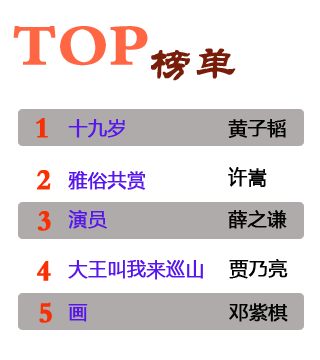 TOP榜单
1 十九岁 黄子韬
2 雅俗共赏 许嵩
3 演员 薛之谦
4 大王叫我来巡山 贾乃亮
5 画 邓紫棋